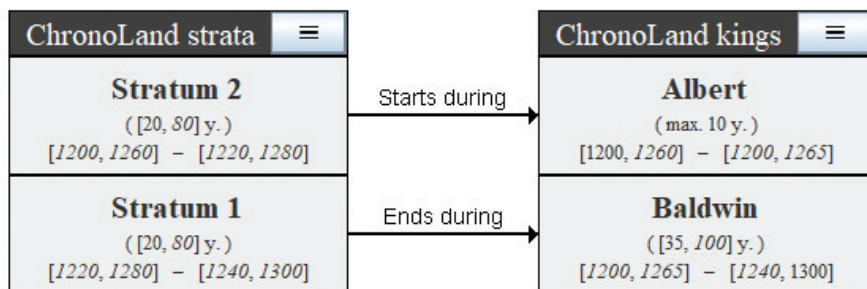 ChronoLand strata ≡
Stratum 2
( [20, 80] y. )
[1200, 1260] – [1220, 1280]
Stratum 1
( [20, 80] y. )
[1220, 1280] – [1240, 1300]
Starts during
Ends during
ChronoLand kings ≡
Albert
( max. 10 y. )
[1200, 1260] – [1200, 1265]
Baldwin
( [35, 100] y. )
[1200, 1265] – [1240, 1300]